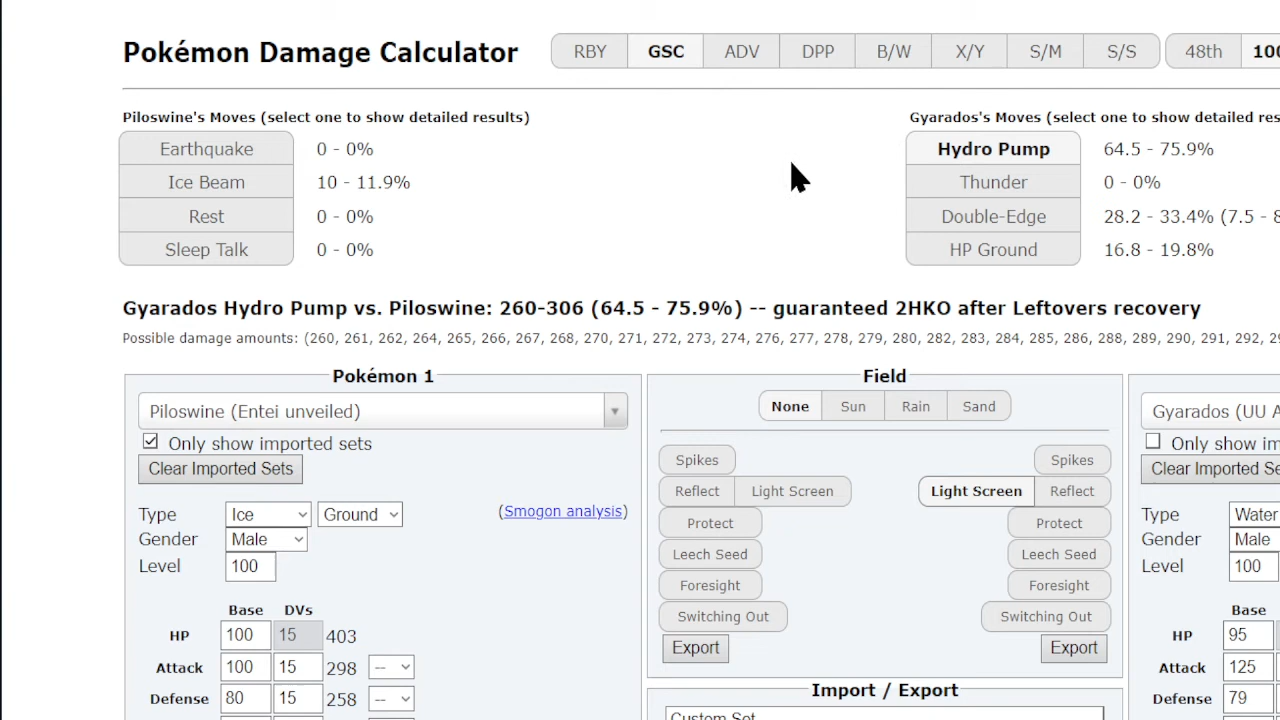 Pokémon Damage Calculator RBY GSC ADV DPP B/W X/Y S/M S/S 48th 100
Piloswine's Moves (select one to show detailed results) Gyarados's Moves (select one to show detailed res
Earthquake 0 - 0% Hydro Pump 64.5 - 75.9%
Ice Beam 10 - 11.9% Thunder 0 - 0%
Rest 0 - 0% Double-Edge 28.2 - 33.4% (7.5 - 8
Sleep Talk 0 - 0% HP Ground 16.8 - 19.8%
Gyarados Hydro Pump vs. Piloswine: 260-306 (64.5 - 75.9%) -- guaranteed 2HKO after Leftovers recovery
Possible damage amounts: (260, 261, 262, 264, 265, 266, 267, 268, 270, 271, 272, 273, 274, 276, 277, 278, 279, 280, 282, 283, 284, 285, 286, 288, 289, 290, 291, 292, 29
Pokémon 1 Field
Piloswine (Entei unveiled) None Sun Rain Sand Gyarados (UU A
Only show imported sets Only show im
Clear Imported Sets Spikes Spikes Clear Imported Se
Reflect Light Screen Light Screen Reflect
Type Ice Ground (Smogon analysis) Protect Protect Type Water
Gender Male Leech Seed Leech Seed Gender Male
Level 100 Foresight Foresight Level 100
Base DVs Switching Out Switching Out Base
HP 100 15 403 Export Export HP 95
Attack 100 15 298 -- Attack 125
Import / Export
Defense 80 15 258 -- Defense 79
Custom Set